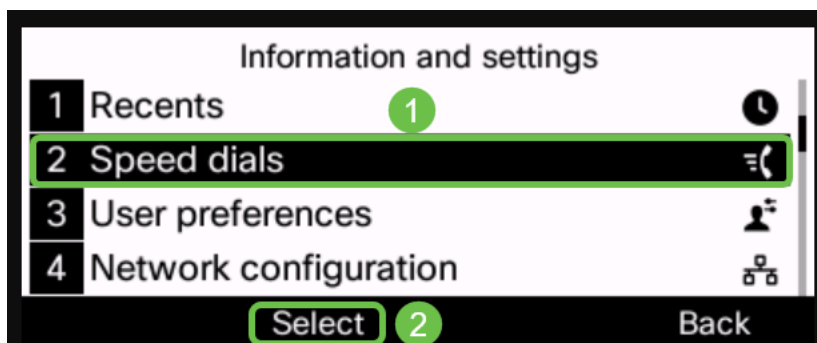 Information and settings
1 Recents
1
2 Speed dials
3 User preferences
4 Network configuration
Select 2 Back